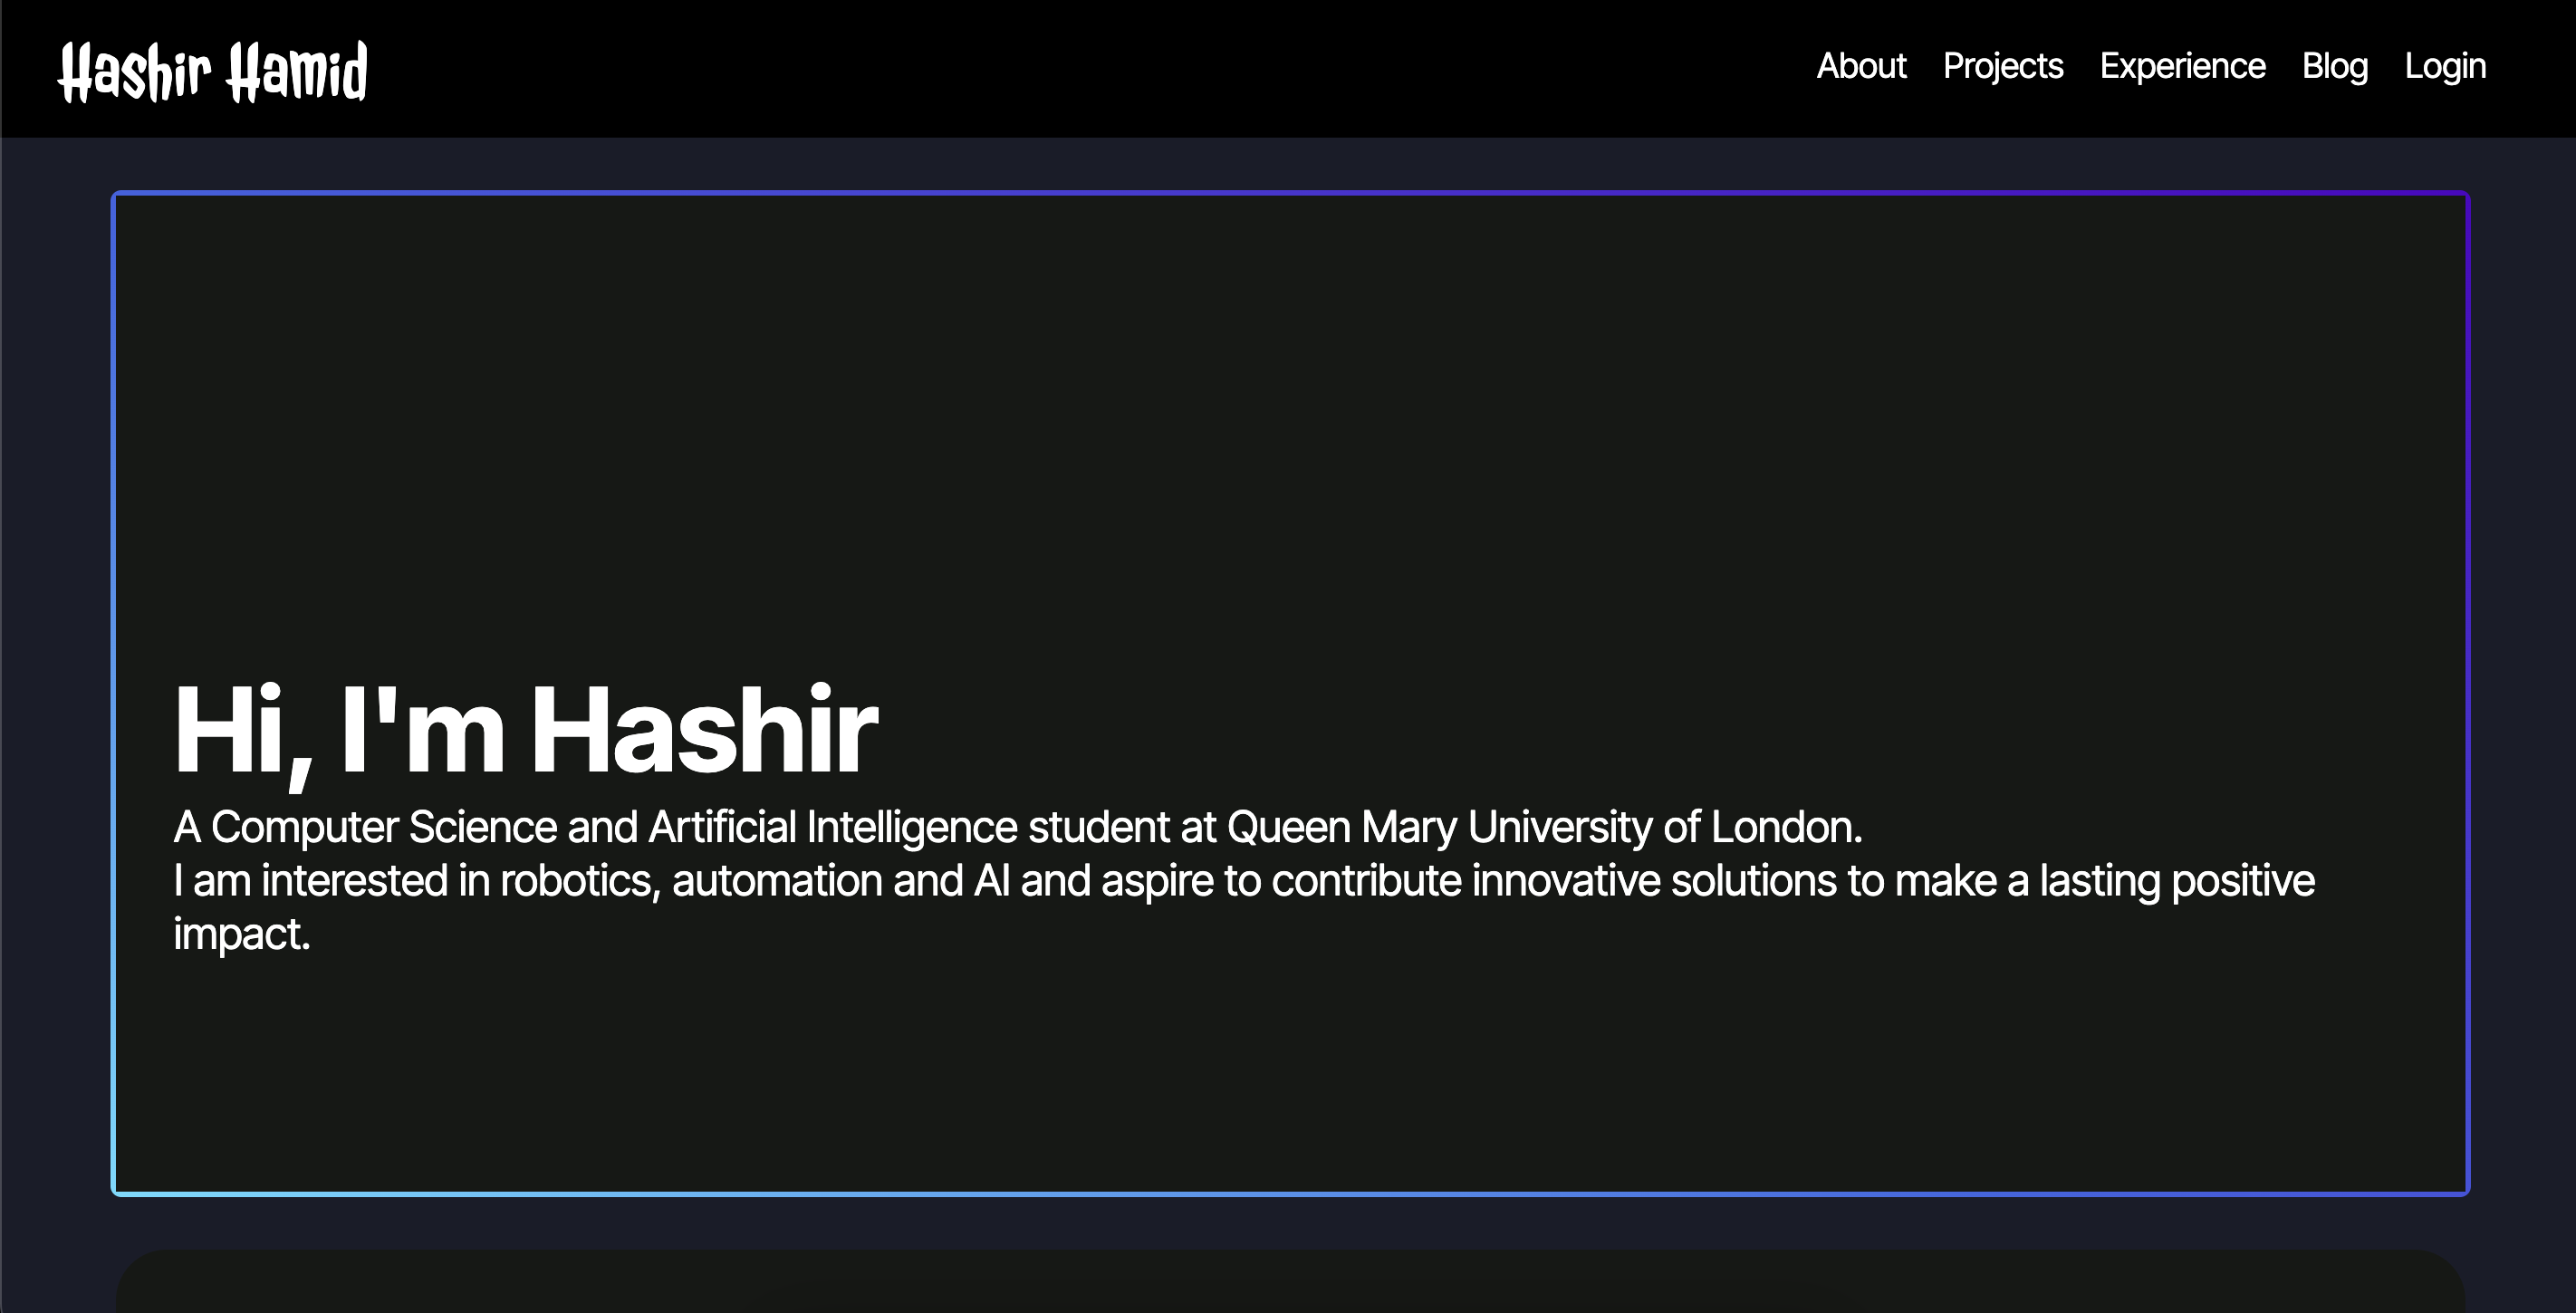 Hashir Hamid
About Projects Experience Blog Login
Hi, I'm Hashir
A Computer Science and Artificial Intelligence student at Queen Mary University of London.
I am interested in robotics, automation and AI and aspire to contribute innovative solutions to make a lasting positive
impact.